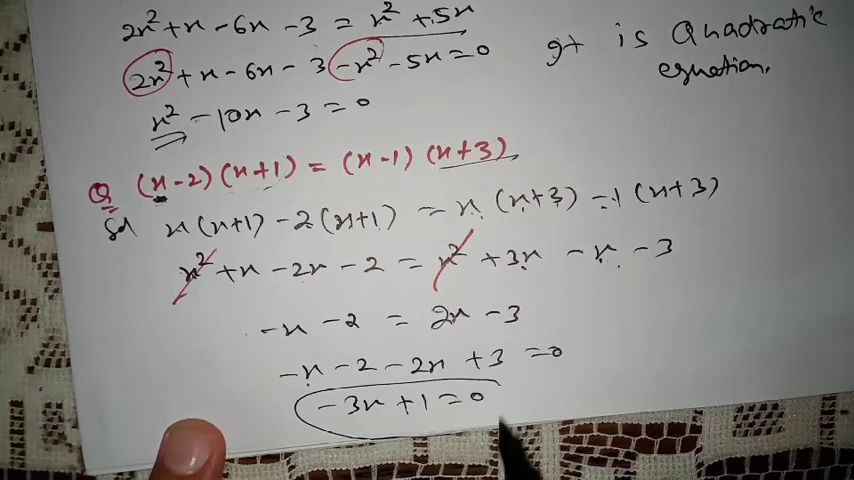 2x² + x - 6x - 3 = x² + 5x
2x² + x - 6x - 3 - x² - 5x = 0
x² - 10x - 3 = 0
It is Quadratic
equation.
Q (x-2)(x+1) = (x-1)(x+3)
Sol x(x+1) - 2(x+1) = x(x+3) - 1(x+3)
x² + x - 2x - 2 = x² + 3x - x - 3
-x - 2 = 2x - 3
-x - 2 - 2x + 3 = 0
-3x + 1 = 0